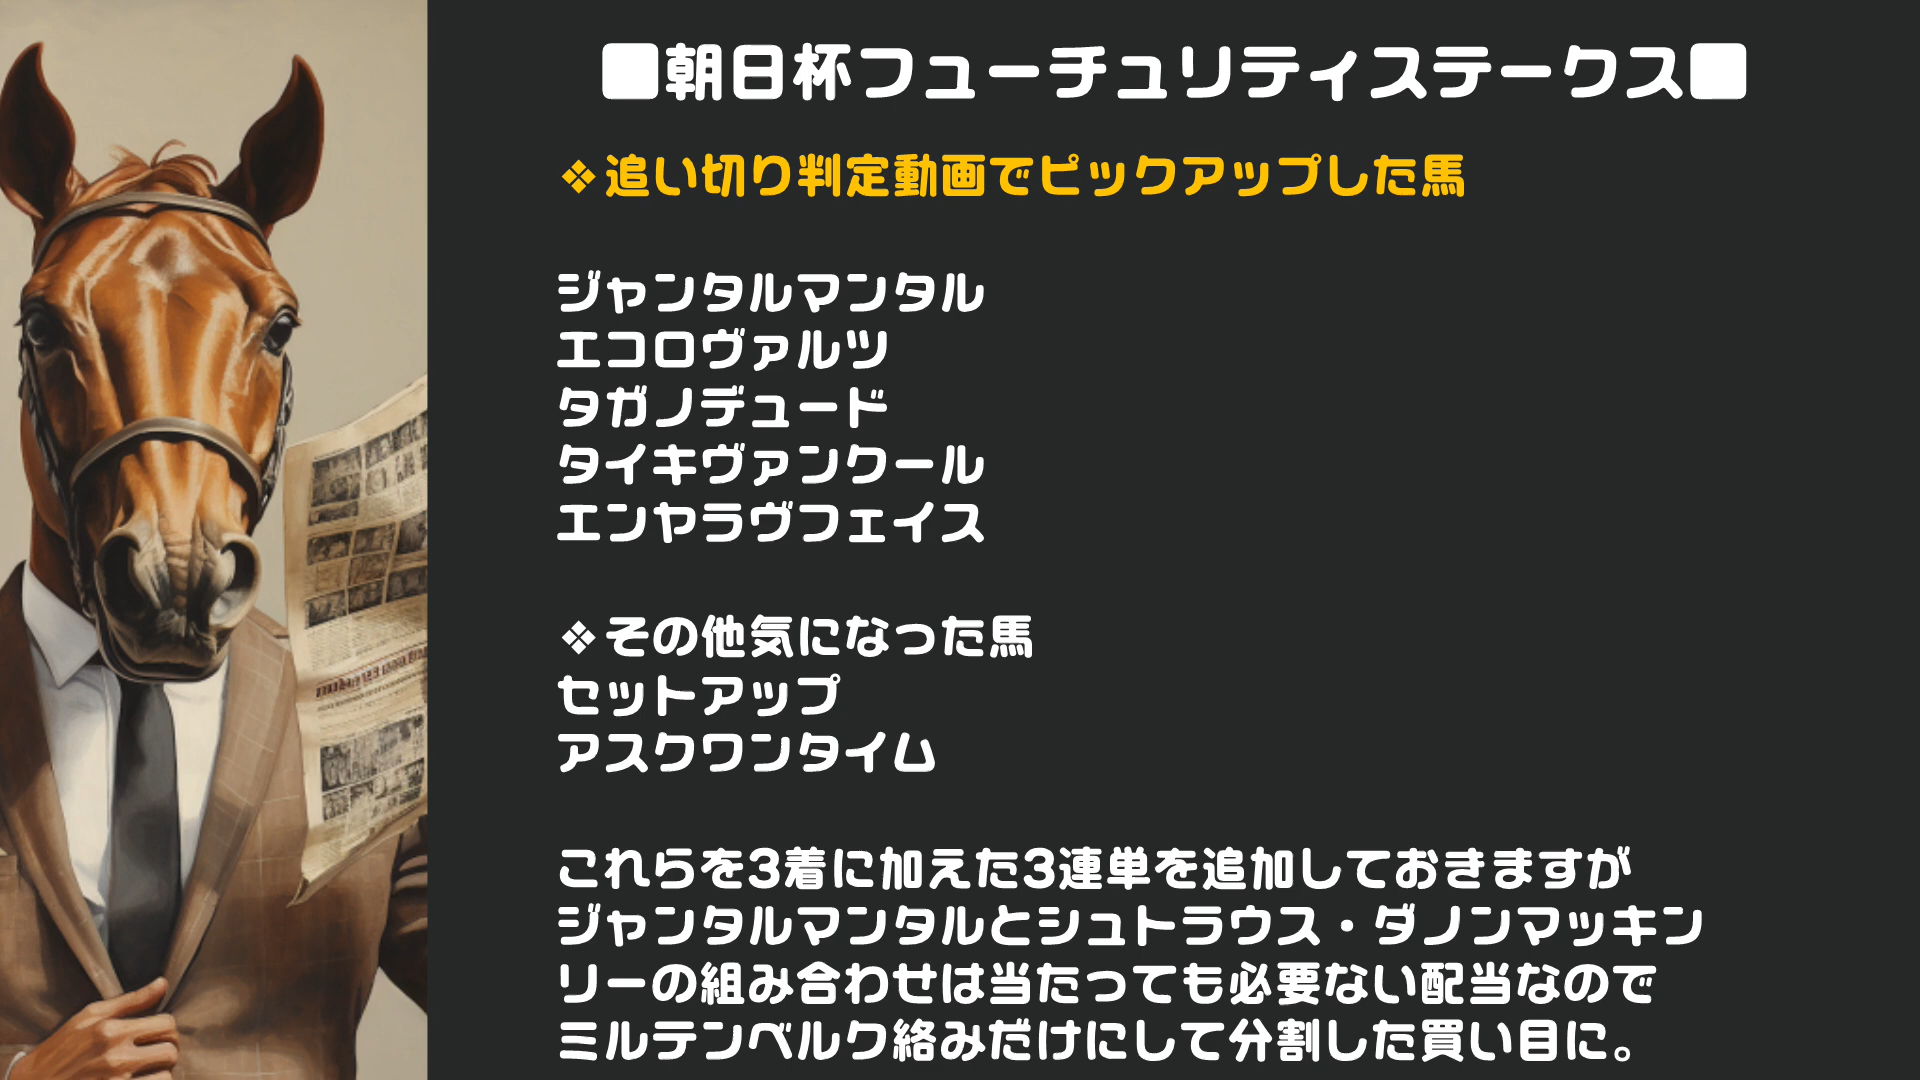 ■朝日杯フューチュリティステークス■
❖追い切り判定動画でピックアップした馬
ジャンタルマンタル
エコロヴァルツ
タガノデュード
タイキヴァンクール
エンヤラヴフェイス
❖その他気になった馬
セットアップ
アスクワンタイム
これらを3着に加えた3連単を追加しておきますが
ジャンタルマンタルとシュトラウス・ダノンマッキン
リーの組み合わせは当たっても必要ない配当なので
ミルテンベルク絡みだけにして分割した買い目に。